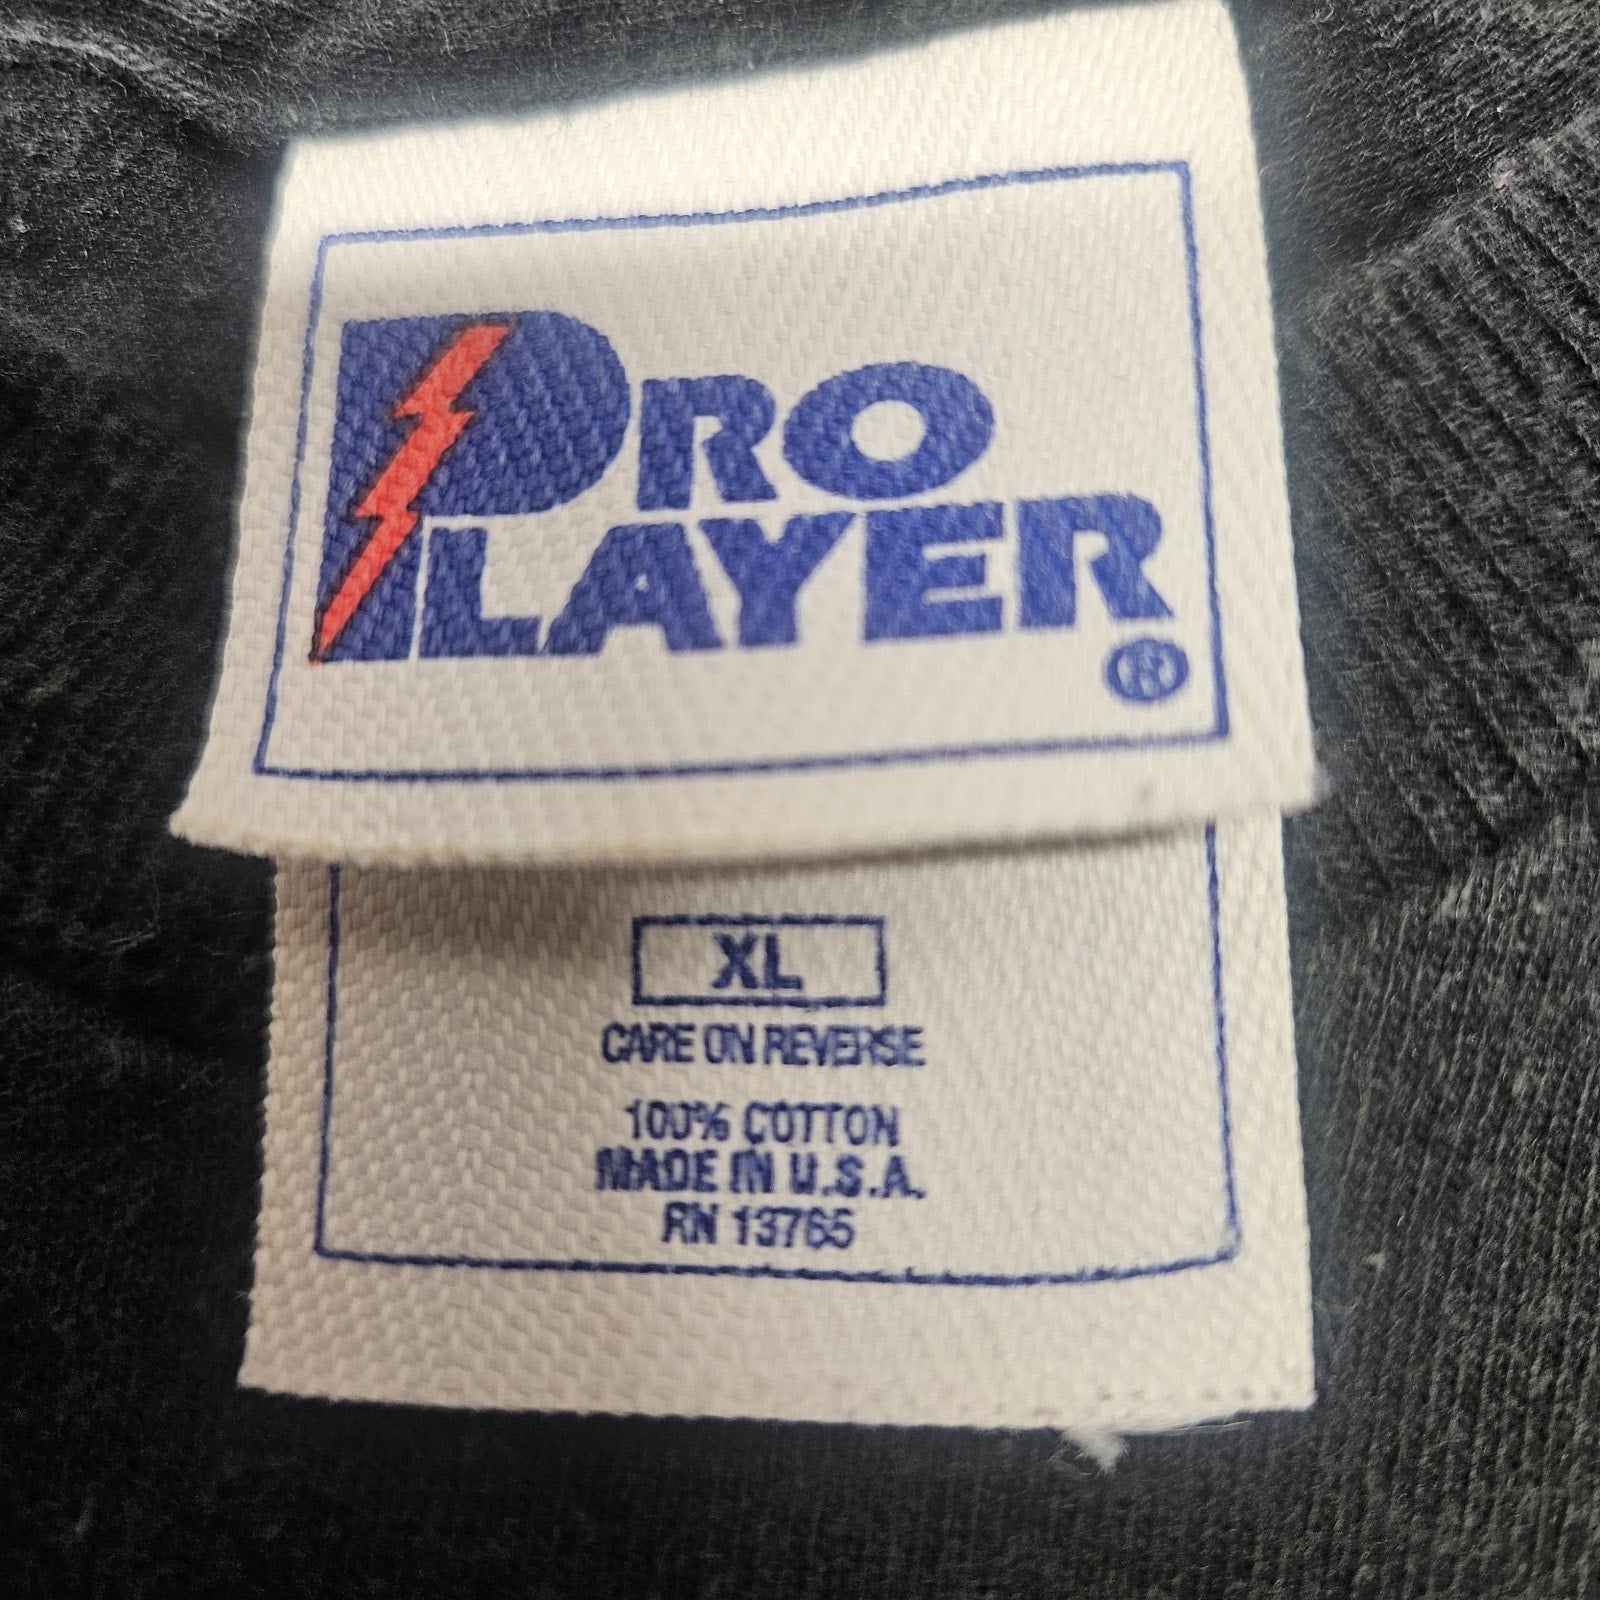 PRO
PLAYER
®
XL
CARE ON REVERSE
100% COTTON
MADE IN U.S.A.
RN 13765